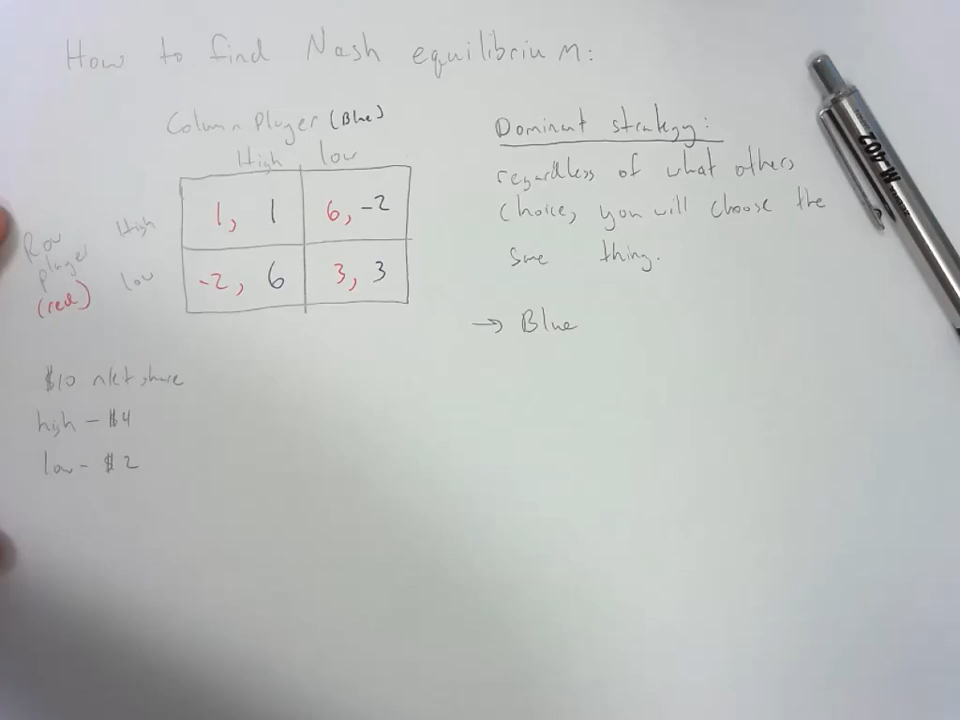 How to find Nash equilibrium:
Column Player (Blue)
High low
Row player (red)
High 1, 1 6, -2
low -2, 6 3, 3
$10 mkt share
high - $4
low - $2
Dominant strategy:
regardless of what others
choice, you will choose the
same thing.
→ Blue
M-402